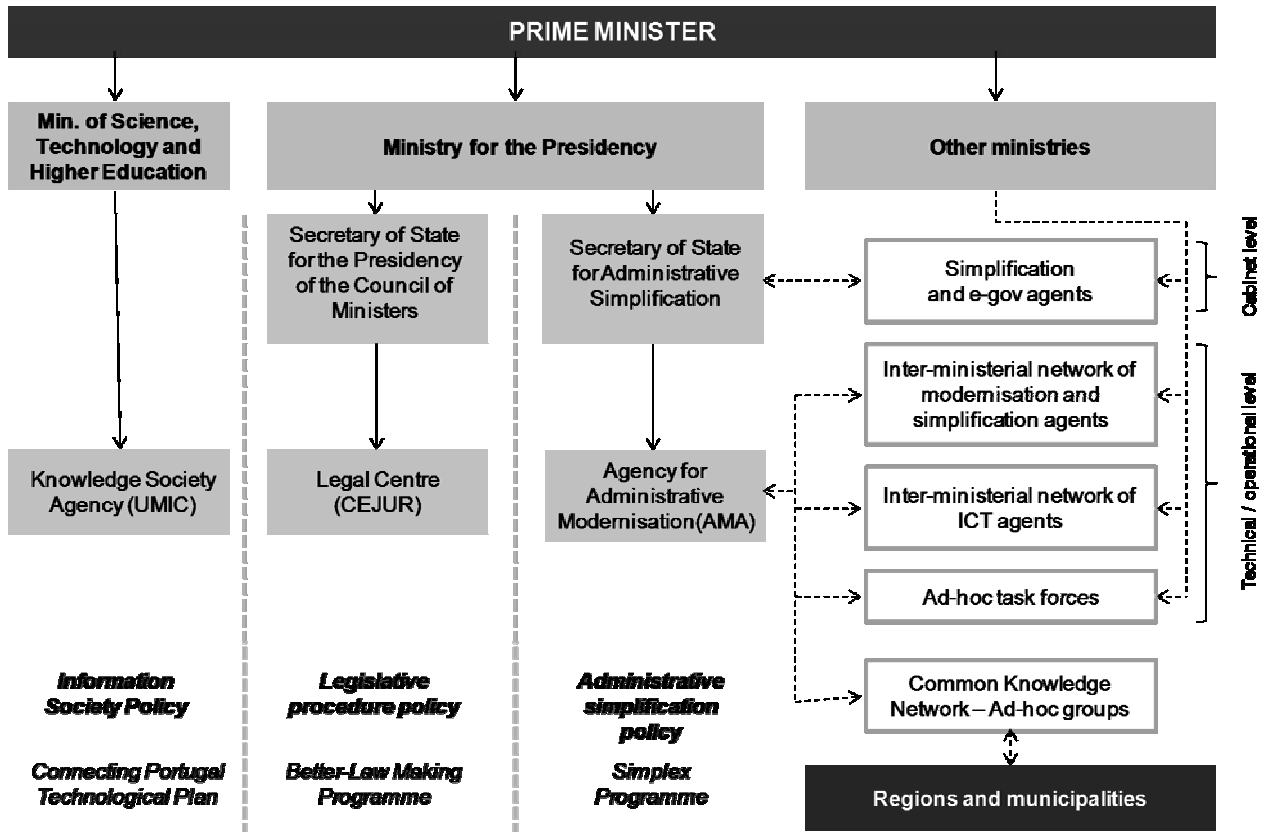 PRIME MINISTER
Min. of Science,
Technology and
Higher Education
Ministry for the Presidency
Other ministries
Secretary of State
for the Presidency
of the Council of
Ministers
Secretary of State
for Administrative
Simplification
Simplification
and e-gov agents
Cabinet level
Inter-ministerial network of
modernisation and
simplification agents
Technical / operational level
Knowledge Society
Agency (UMIC)
Legal Centre
(CEJUR)
Agency for
Administrative
Modernisation(AMA)
Inter-ministerial network of
ICT agents
Ad-hoc task forces
Information
Society Policy
Legislative
procedure policy
Administrative
simplification
policy
Common Knowledge
Network – Ad-hoc groups
Connecting Portugal
Technological Plan
Better-Law Making
Programme
Simplex
Programme
Regions and municipalities